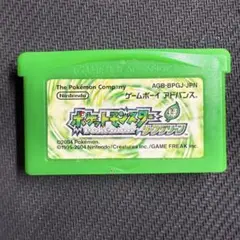 The Pokémon Company
AGB-BPGJ-JPN
Nintendo
ゲームボーイ アドバンス
ポケットモンスター
リーフグリーン
©2004 Pokémon
©1995-2004 Nintendo/Creatures inc./GAME FREAK inc.